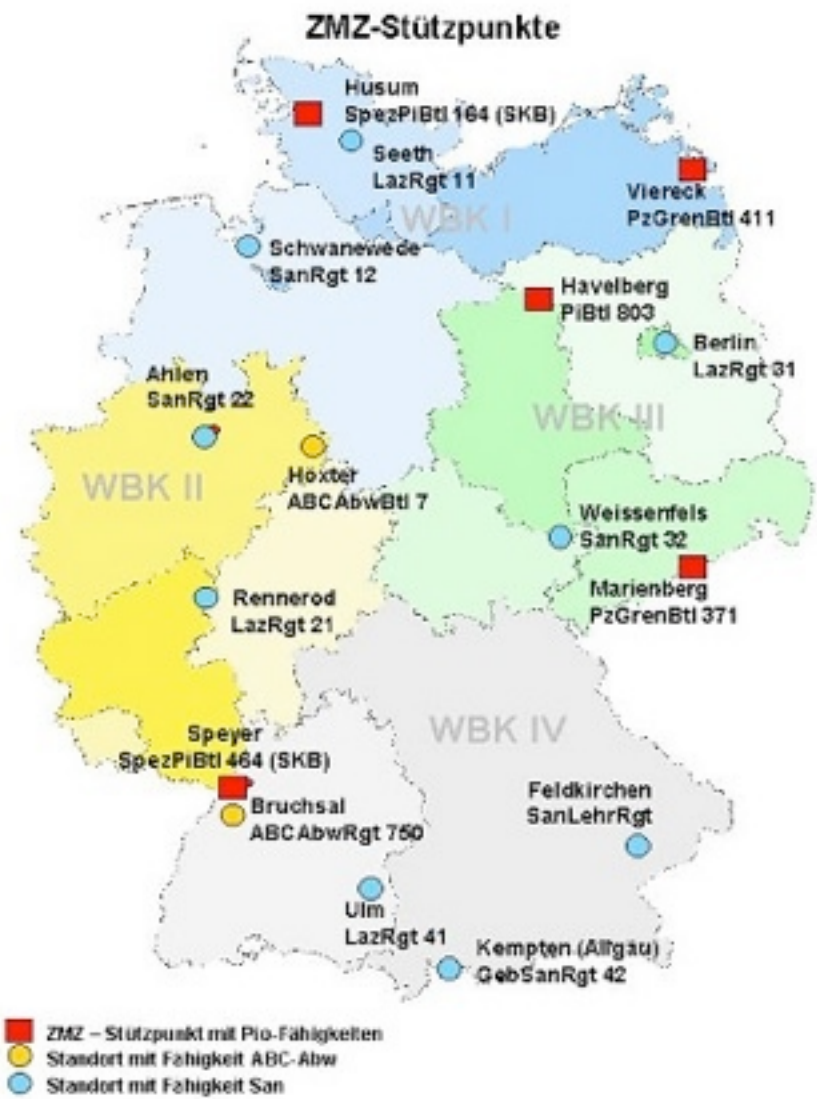 ZMZ-Stützpunkte
Husum
SpezPiBtl 164 (SKB)
Seeth
LazRgt 11
Viereck
PzGrenBtl 411
WBK I
Schwanewede
SanRgt 12
Havelberg
PiBtl 803
Berlin
LazRgt 31
Ahlen
SanRgt 22
WBK III
WBK II
Höxter
ABCAbwBtl 7
Weissenfels
SanRgt 32
Marienberg
PzGrenBtl 371
Rennerod
LazRgt 21
WBK IV
Speyer
SpezPiBtl 464 (SKB)
Bruchsal
ABCAbwRgt 750
Feldkirchen
SanLehrRgt
Ulm
LazRgt 41
Kempten (Allgäu)
GebSanRgt 42
ZMZ – Stützpunkt mit Pio-Fähigkeiten
Standort mit Fähigkeit ABC-Abw
Standort mit Fähigkeit San